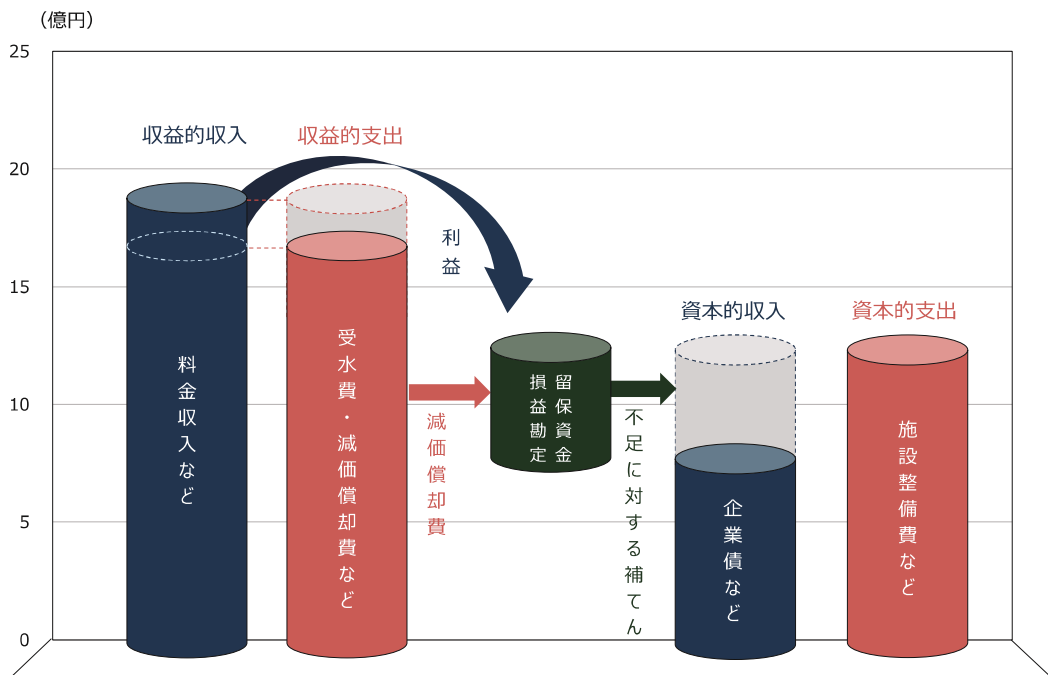 （億円）
25
20
15
10
5
0
収益的収入
収益的支出
利益
資本的収入
資本的支出
料金収入など
受水費・減価償却費など
減価償却費
留保資金
損益勘定
不足に対する補てん
企業債など
施設整備費など